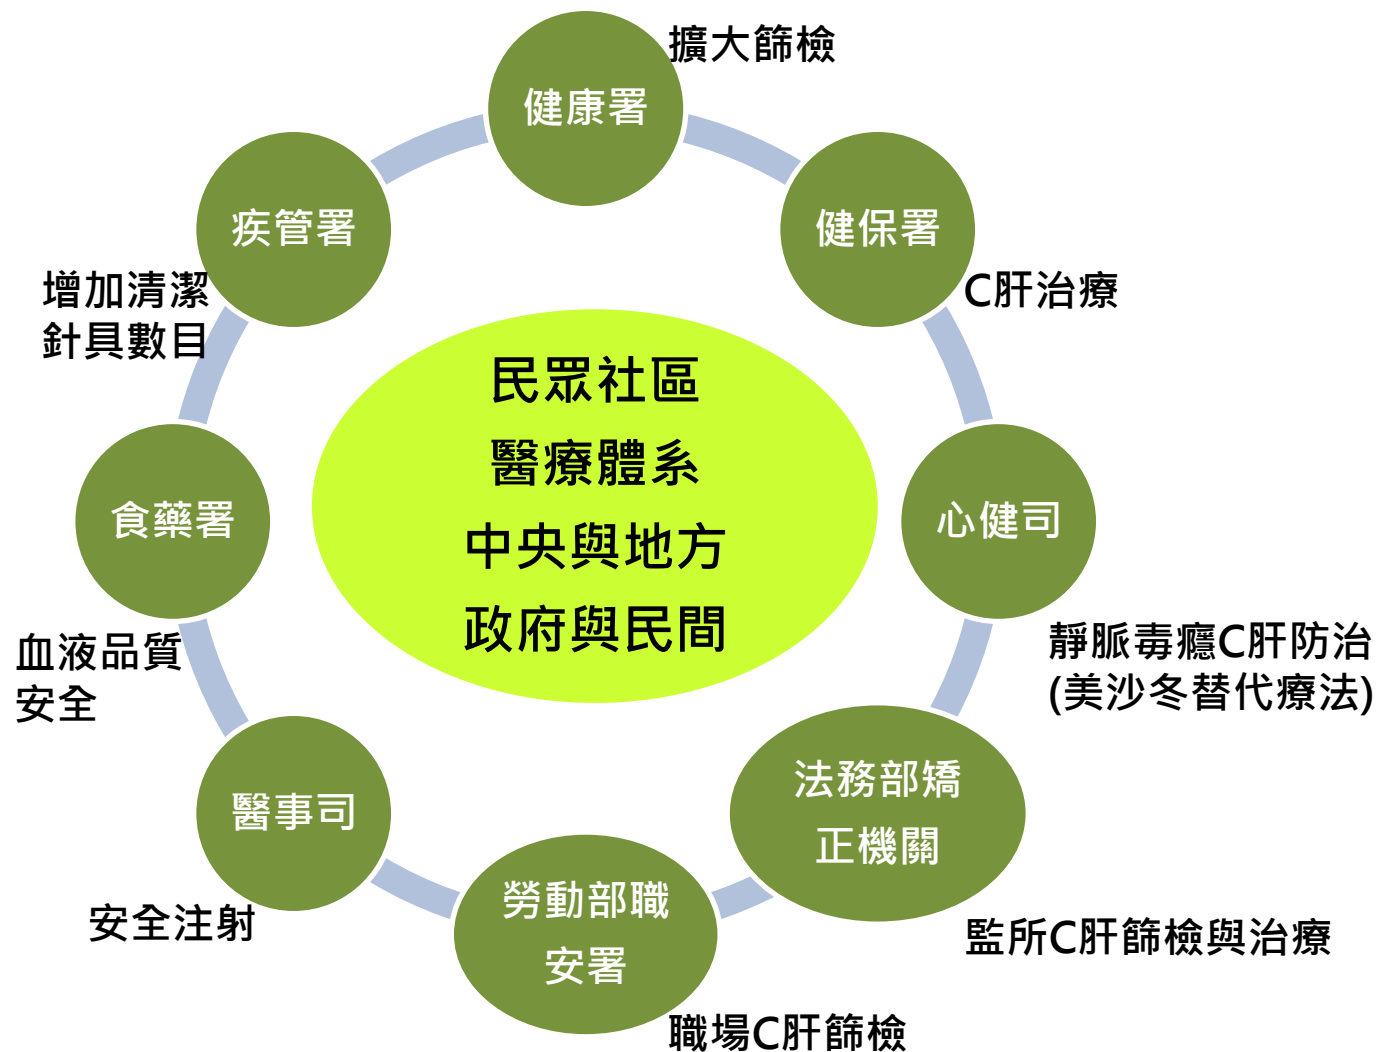 擴大篩檢
健康署
疾管署
健保署
增加清潔
針具數目
C肝治療
民眾社區
醫療體系
中央與地方
政府與民間
食藥署
心健司
血液品質
安全
靜脈毒癮C肝防治
(美沙冬替代療法)
醫事司
法務部矯
正機關
安全注射
勞動部職
安署
監所C肝篩檢與治療
職場C肝篩檢